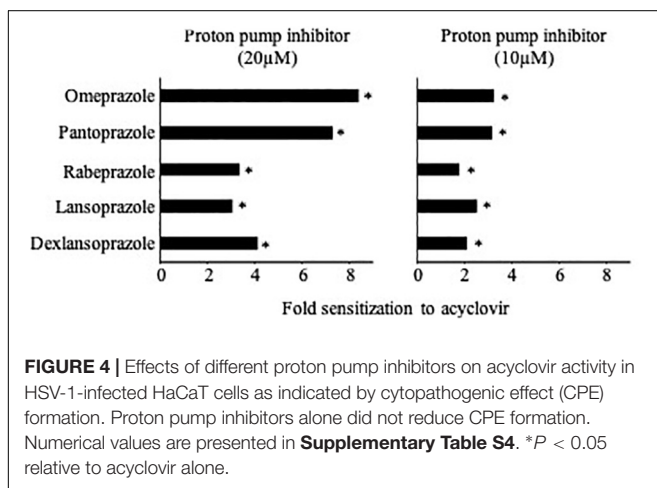 Proton pump inhibitor Proton pump inhibitor
(20µM) (10µM)
Omeprazole * *
Pantoprazole * *
Rabeprazole * *
Lansoprazole * *
Dexlansoprazole * *
0 2 4 6 8 0 2 4 6 8
Fold sensitization to acyclovir
FIGURE 4 | Effects of different proton pump inhibitors on acyclovir activity in
HSV-1-infected HaCaT cells as indicated by cytopathogenic effect (CPE)
formation. Proton pump inhibitors alone did not reduce CPE formation.
Numerical values are presented in Supplementary Table S4. *P < 0.05
relative to acyclovir alone.